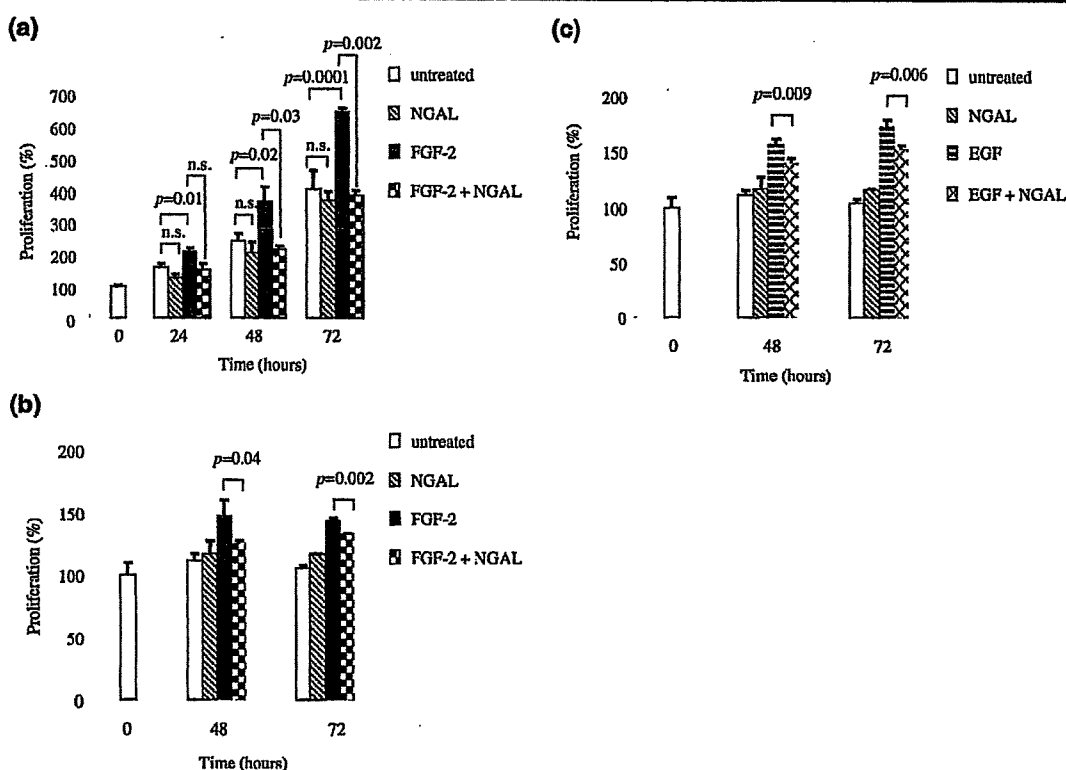 (a)
p=0.002
p=0.0001
p=0.03
p=0.02
n.s.
n.s.
p=0.01
n.s.
n.s.
700
600
500
400
300
200
100
0
Proliferation (%)
0 24 48 72
Time (hours)
untreated
NGAL
FGF-2
FGF-2 + NGAL
(c)
p=0.009
p=0.006
200
150
100
50
0
Proliferation (%)
0 48 72
Time (hours)
untreated
NGAL
EGF
EGF + NGAL
(b)
p=0.04
p=0.002
200
150
100
50
0
Proliferation (%)
0 48 72
Time (hours)
untreated
NGAL
FGF-2
FGF-2 + NGAL